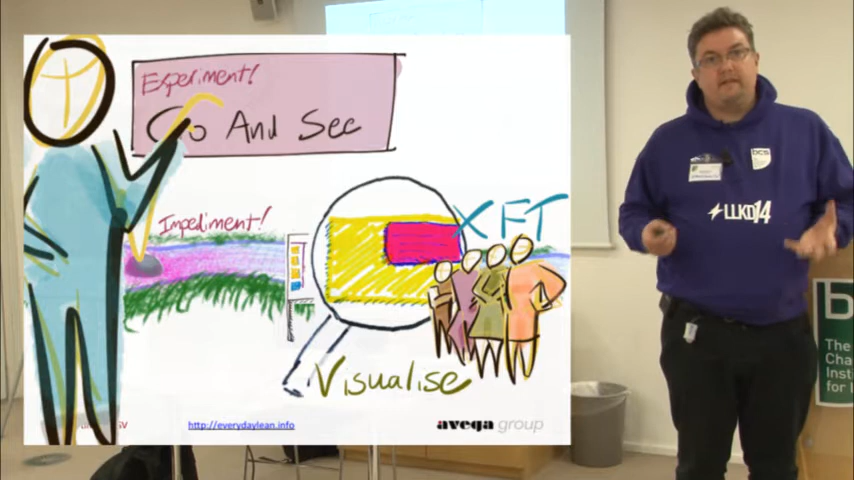 Experiment!
Go And See
Impediment!
XFT
Visualise
http://everydaylean.info
avega group
bcs
LLKD14
b
The
Cha
Insti
for I